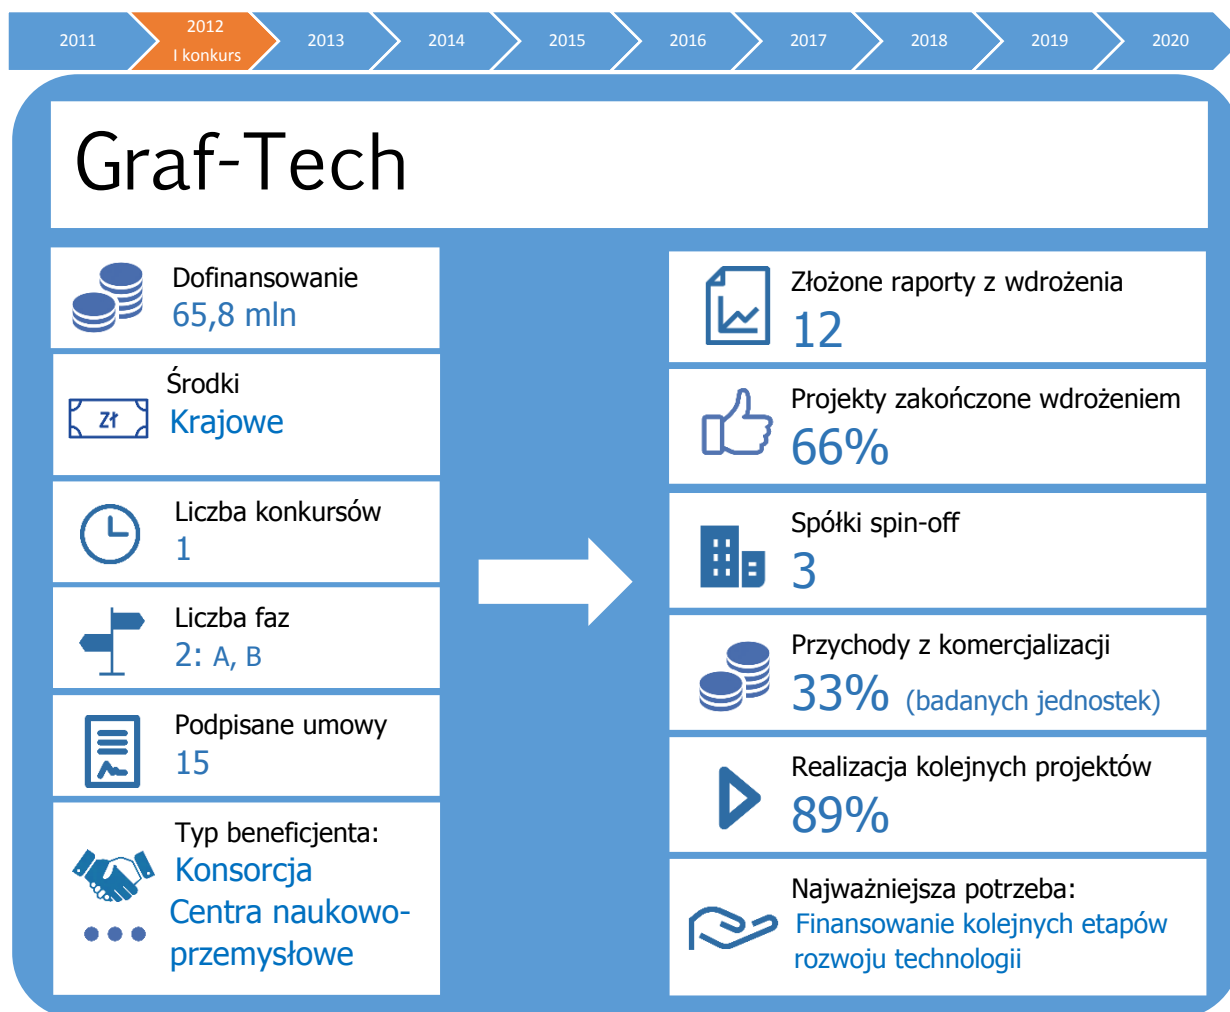 2011
2012
I konkurs
2013
2014
2015
2016
2017
2018
2019
2020
Graf-Tech
Dofinansowanie
65,8 mln
Środki
Zł
Krajowe
Liczba konkursów
1
Liczba faz
2: A, B
Podpisane umowy
15
Typ beneficjenta:
Konsorcja
Centra naukowo-
przemysłowe
Złożone raporty z wdrożenia
12
Projekty zakończone wdrożeniem
66%
Spółki spin-off
3
Przychody z komercjalizacji
33% (badanych jednostek)
Realizacja kolejnych projektów
89%
Najważniejsza potrzeba:
Finansowanie kolejnych etapów
rozwoju technologii